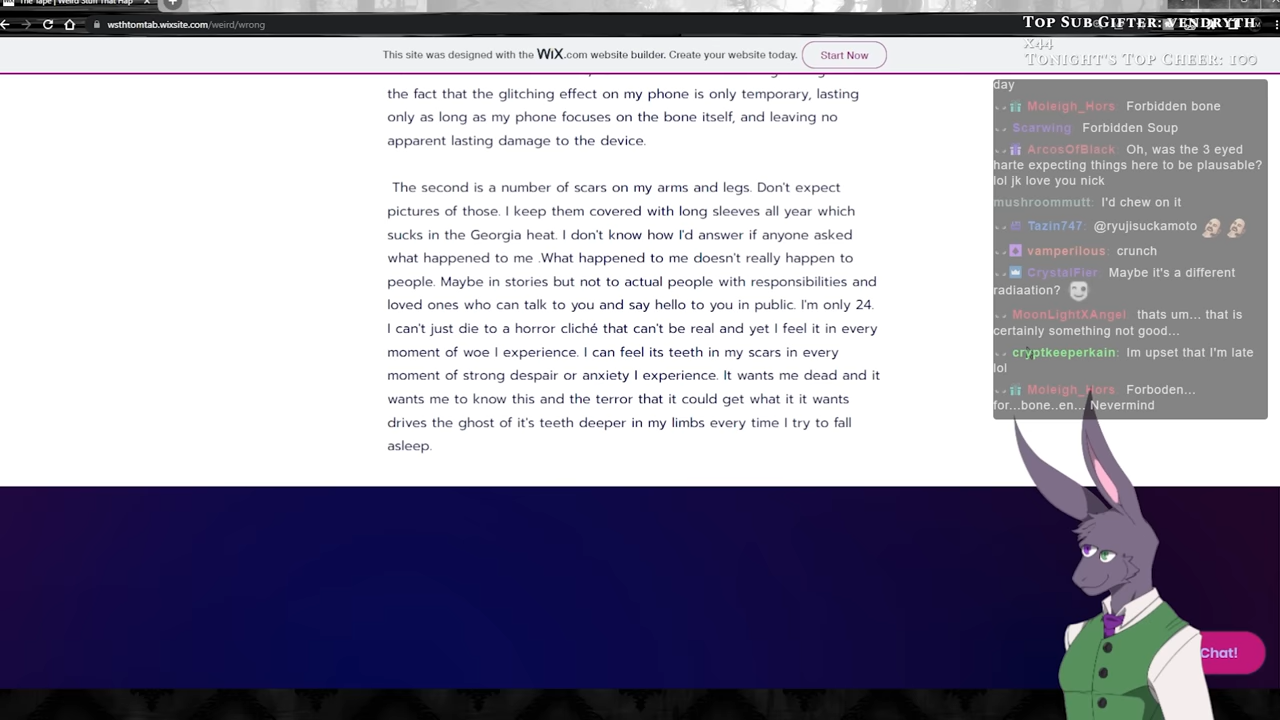 The Tape | Weird Stuff That Hap
wsthtomtab.wixsite.com/weird/wrong
TOP SUB GIFTER: VENDRYTH
X44
TONIGHT'S TOP CHEER: 100
This site was designed with the WiX.com website builder. Create your website today. Start Now
the fact that the glitching effect on my phone is only temporary, lasting
only as long as my phone focuses on the bone itself, and leaving no
apparent lasting damage to the device.
The second is a number of scars on my arms and legs. Don't expect
pictures of those. I keep them covered with long sleeves all year which
sucks in the Georgia heat. I don't know how I'd answer if anyone asked
what happened to me .What happened to me doesn't really happen to
people. Maybe in stories but not to actual people with responsibilities and
loved ones who can talk to you and say hello to you in public. I'm only 24.
I can't just die to a horror cliché that can't be real and yet I feel it in every
moment of woe I experience. I can feel its teeth in my scars in every
moment of strong despair or anxiety I experience. It wants me dead and it
wants me to know this and the terror that it could get what it it wants
drives the ghost of it's teeth deeper in my limbs every time I try to fall
asleep.
day
Moleigh_Hors: Forbidden bone
Scarwing: Forbidden Soup
ArcosOfBlack: Oh, was the 3 eyed
harte expecting things here to be plausable?
lol jk love you nick
mushroommutt: I'd chew on it
Tazin747: @ryujisuckamoto
vamperilous: crunch
CrystalFier: Maybe it's a different
radiaation?
MoonLightXAngel: thats um... that is
certainly something not good...
cryptkeeperkain: Im upset that I'm late
lol
Moleigh_Hors: Forboden...
for...bone..en... Nevermind
Chat!